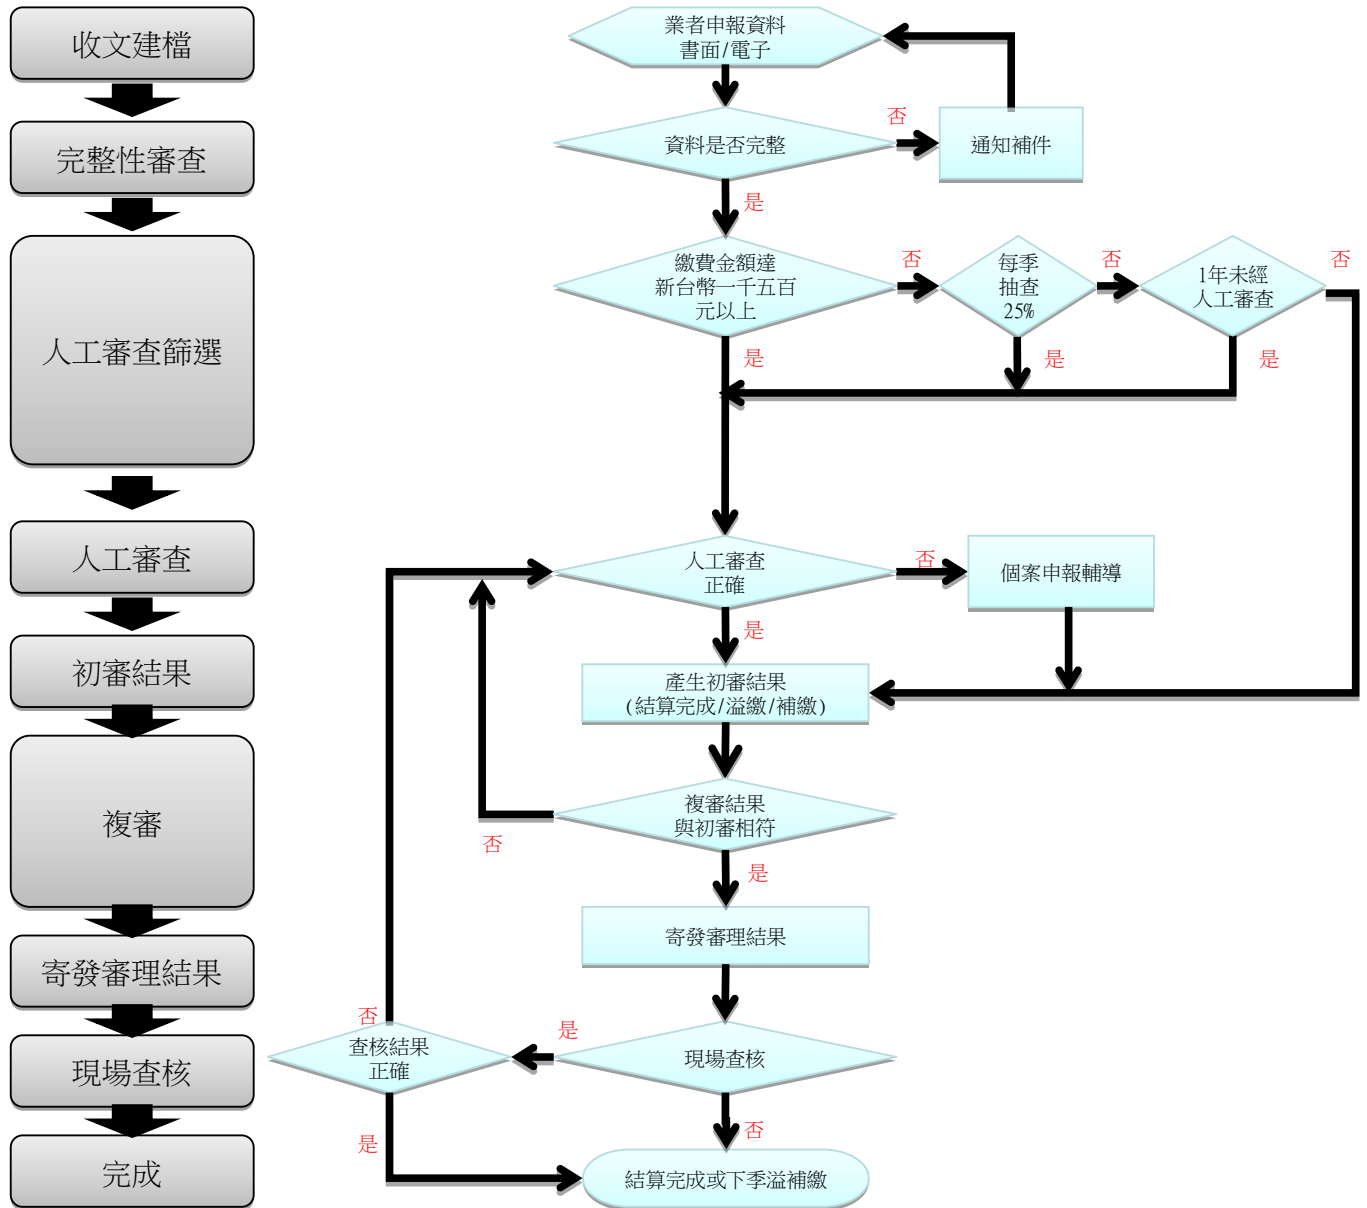 收文建檔
完整性審查
人工審查篩選
人工審查
初審結果
複審
寄發審理結果
現場查核
完成
業者申報資料
書面/電子
資料是否完整
否
通知補件
是
繳費金額達
新台幣一千五百
元以上
否
每季
抽查
25%
否
1年未經
人工審查
否
是
是
是
人工審查
正確
否
個案申報輔導
是
產生初審結果
(結算完成/溢繳/補繳)
複審結果
與初審相符
否
是
寄發審理結果
現場查核
是
否
查核結果
正確
是
否
結算完成或下季溢補繳